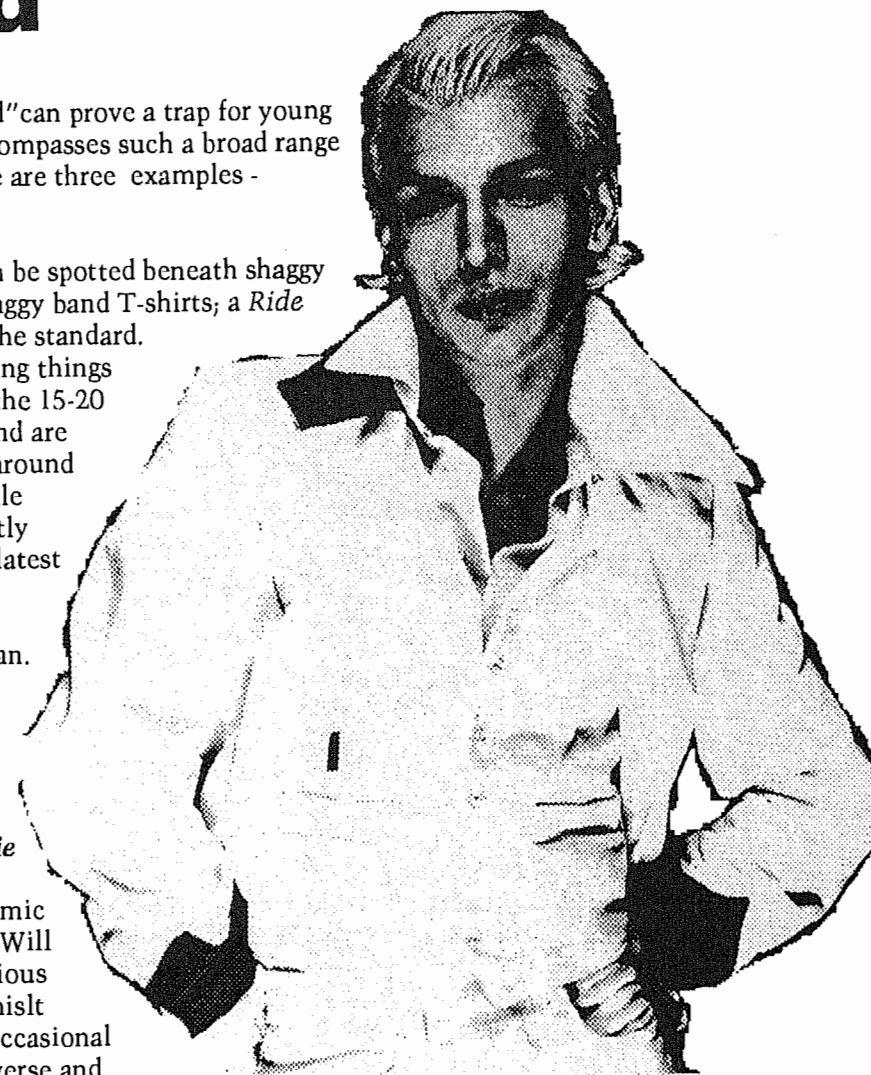 l"can prove a trap for young
ompasses such a broad range
e are three examples -
n be spotted beneath shaggy
aggy band T-shirts; a Ride
he standard.
ng things
he 15-20
nd are
around
le
tly
latest
an.
ie
mic
Will
ious
hislt
ccasional
verse and